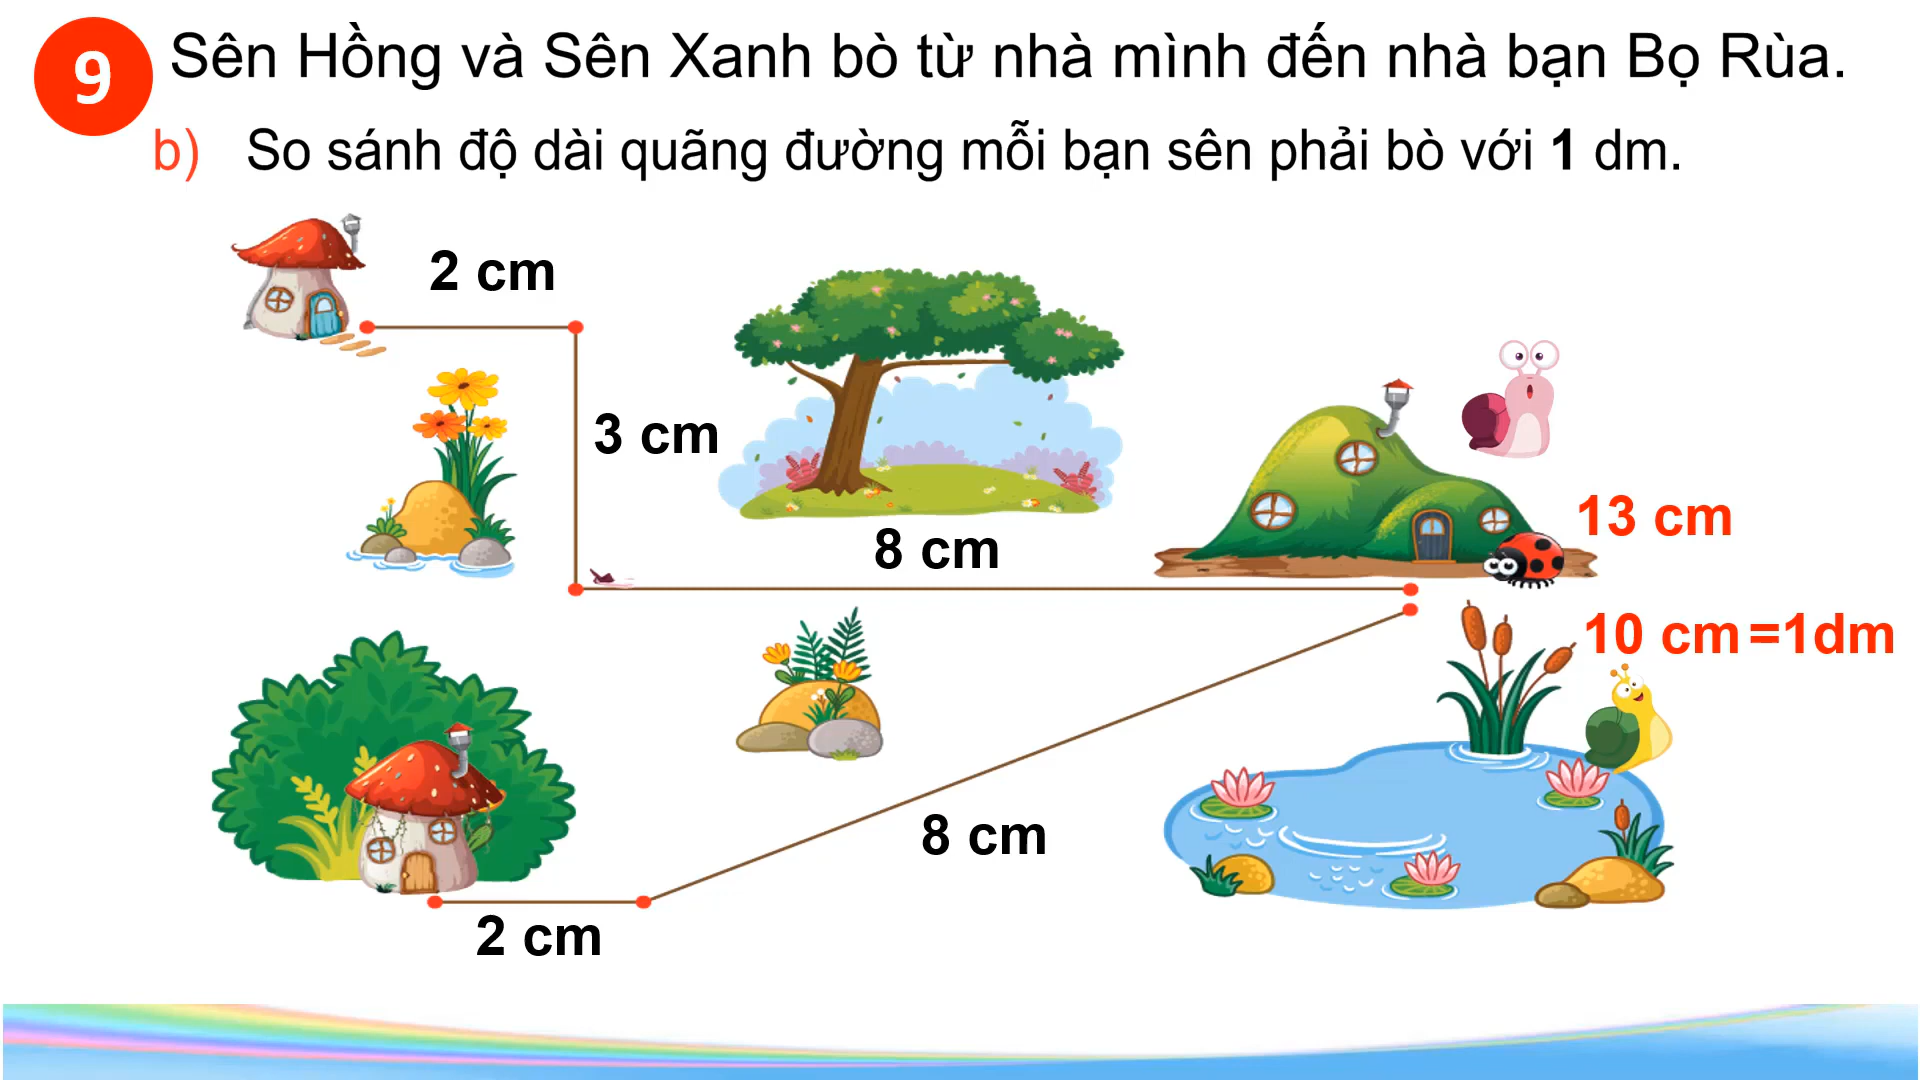 9 Sên Hồng và Sên Xanh bò từ nhà mình đến nhà bạn Bọ Rùa.
b) So sánh độ dài quãng đường mỗi bạn sên phải bò với 1 dm.
2 cm
3 cm
8 cm
13 cm
10 cm =1dm
8 cm
2 cm